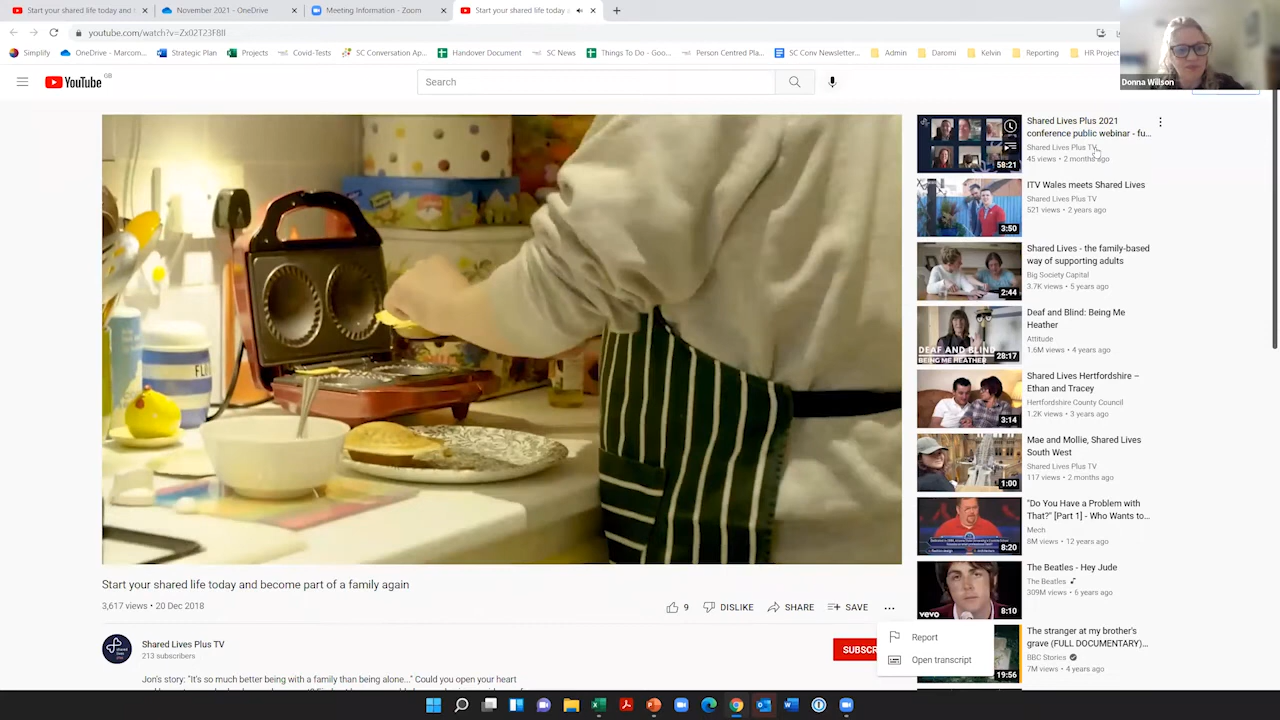 Start your shared life today and b
November 2021 - OneDrive
Meeting Information - Zoom
Start your shared life today a
youtube.com/watch?v=Zx02T23F8lI
Simplify
OneDrive - Marcom...
Strategic Plan
Projects
Covid-Tests
SC Conversation Ap...
Handover Document
SC News
Things To Do - Goo...
Person Centred Pla...
SC Conv Newsletter...
Admin
Daromi
Kelvin
Reporting
HR Project
Donna Willson
YouTube GB
Search
Shared Lives Plus 2021
conference public webinar - fu...
Shared Lives Plus TV
45 views • 2 months ago
58:21
ITV Wales meets Shared Lives
Shared Lives Plus TV
521 views • 2 years ago
3:50
Shared Lives - the family-based
way of supporting adults
Big Society Capital
3.7K views • 5 years ago
2:44
Deaf and Blind: Being Me
Heather
Attitude
1.6M views • 4 years ago
DEAF AND BLIND
BEING ME HEATHER
28:17
Shared Lives Hertfordshire –
Ethan and Tracey
Hertfordshire County Council
1.2K views • 3 years ago
3:14
Mae and Mollie, Shared Lives
South West
Shared Lives Plus TV
117 views • 2 months ago
1:00
"Do You Have a Problem with
That?" [Part 1] - Who Wants to...
Mech
8M views • 12 years ago
8:20
The Beatles - Hey Jude
The Beatles
309M views • 6 years ago
vevo
8:10
The stranger at my brother's
grave (FULL DOCUMENTARY)...
BBC Stories
7M views • 4 years ago
19:56
Start your shared life today and become part of a family again
3,617 views • 20 Dec 2018
9
DISLIKE
SHARE
SAVE
Report
Open transcript
Shared Lives Plus TV
213 subscribers
SUBSCR
Jon's story: "It's so much better being with a family than being alone..." Could you open your heart